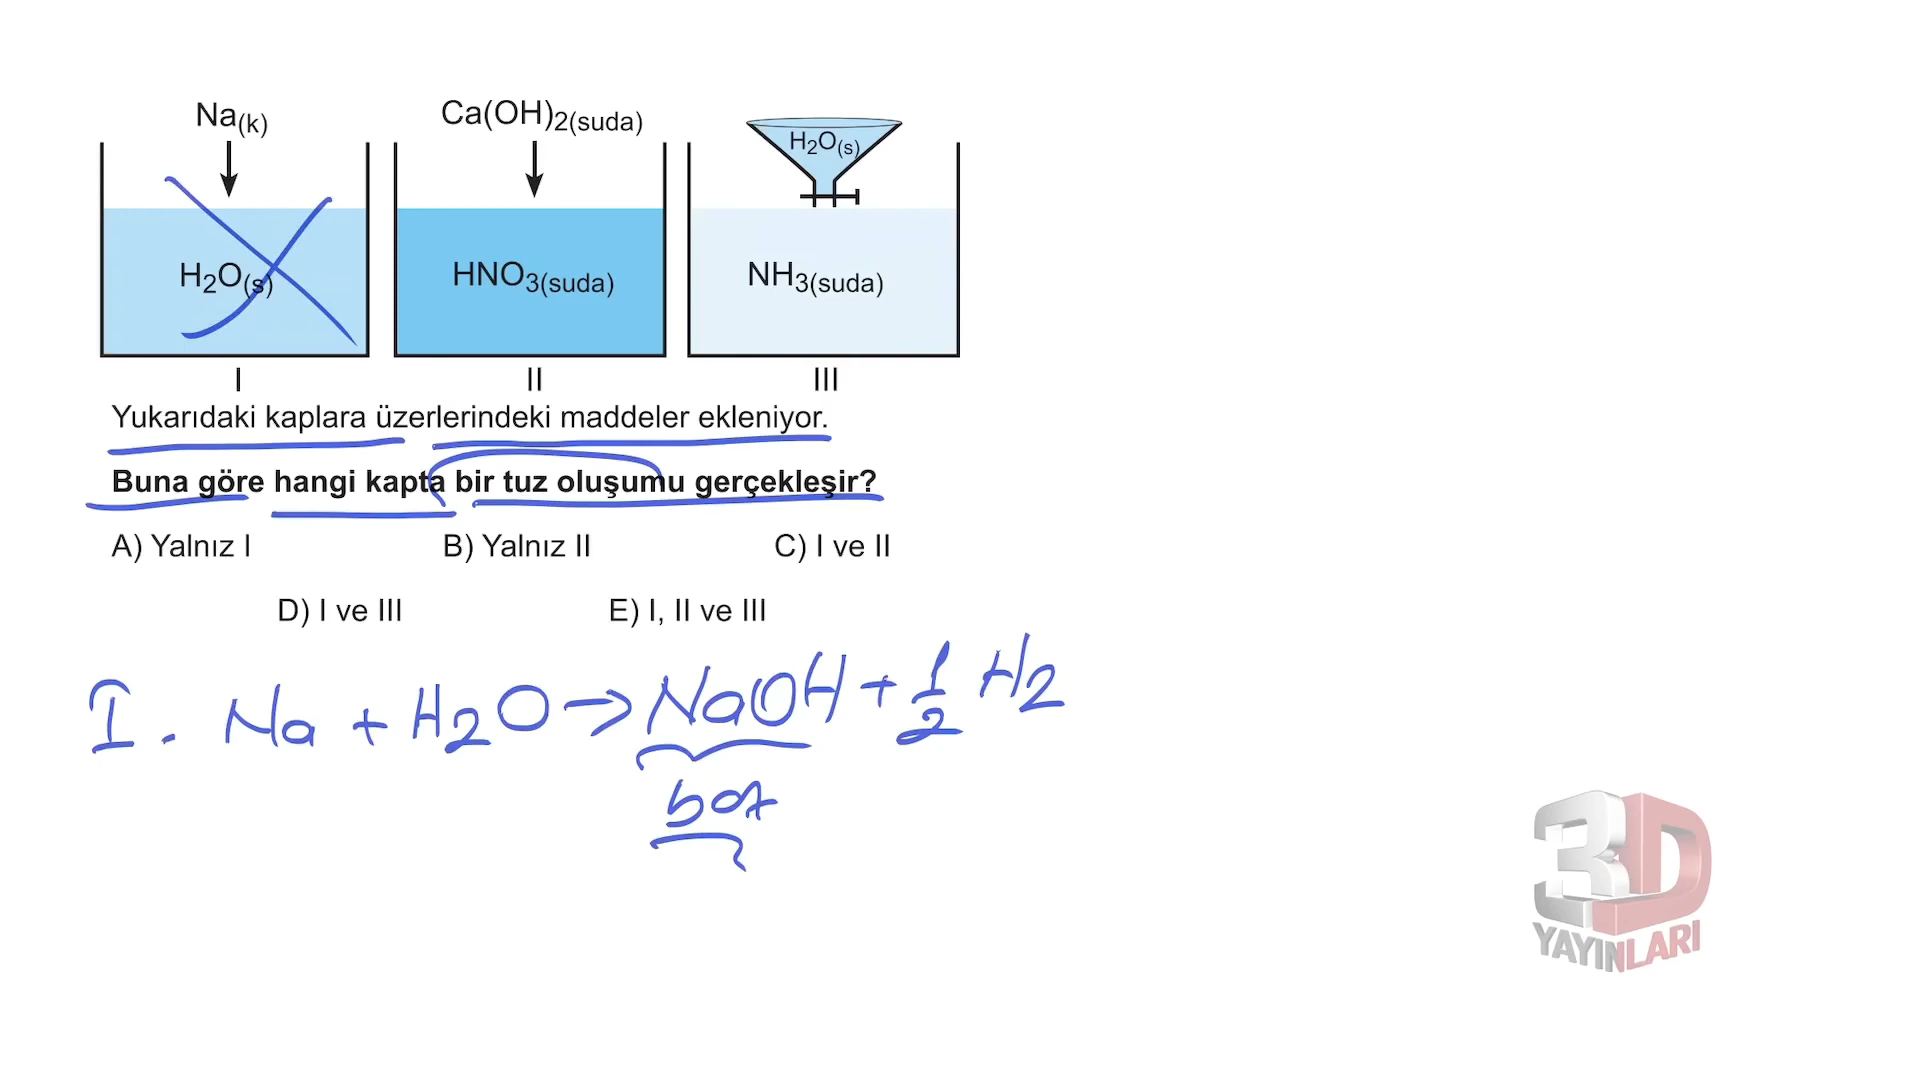 Na(k)
Ca(OH)2(suda)
H2O(s)
H2O(s)
HNO3(suda)
NH3(suda)
I
II
III
Yukarıdaki kaplara üzerlerindeki maddeler ekleniyor.
Buna göre hangi kapta bir tuz oluşumu gerçekleşir?
A) Yalnız I
B) Yalnız II
C) I ve II
D) I ve III
E) I, II ve III
I. Na + H2O → NaOH + 1/2 H2
baz
3D
YAYINLARI